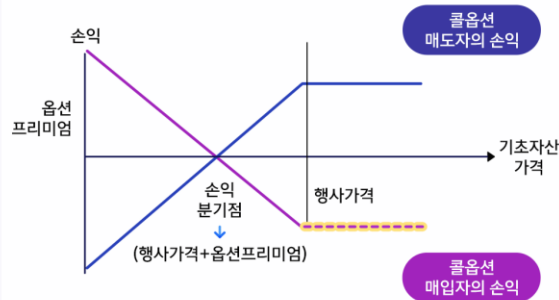 손익
콜옵션
매도자의 손익
옵션
프리미엄
기초자산
가격
손익
분기점
행사가격
(행사가격+옵션프리미엄)
콜옵션
매입자의 손익